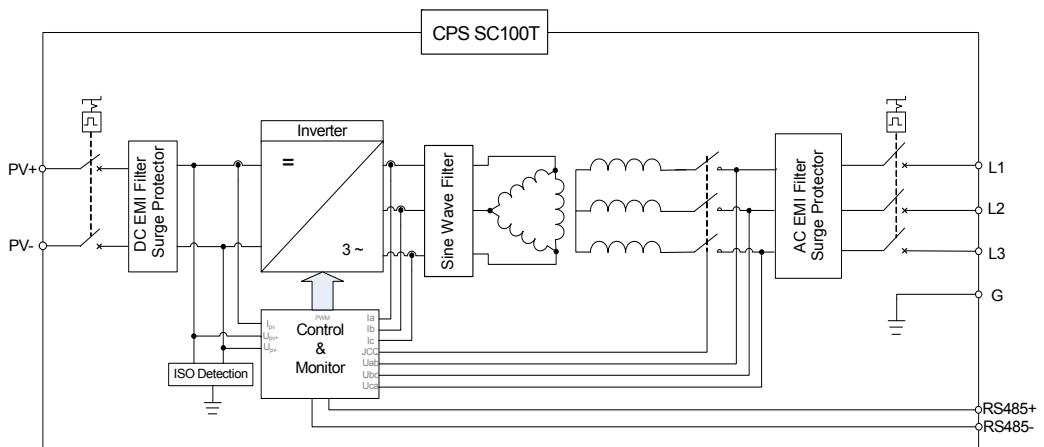 CPS SC100T
Inverter
=
3~
PV+
PV-
DC EMI Filter
Surge Protector
Sine Wave Filter
AC EMI Filter
Surge Protector
L1
L2
L3
G
PWM
Control
&
Monitor
Ipv
Upv+
Upv-
Ia
Ib
Ic
JCQ
Uab
Ubc
Uca
ISO Detection
RS485+
RS485-